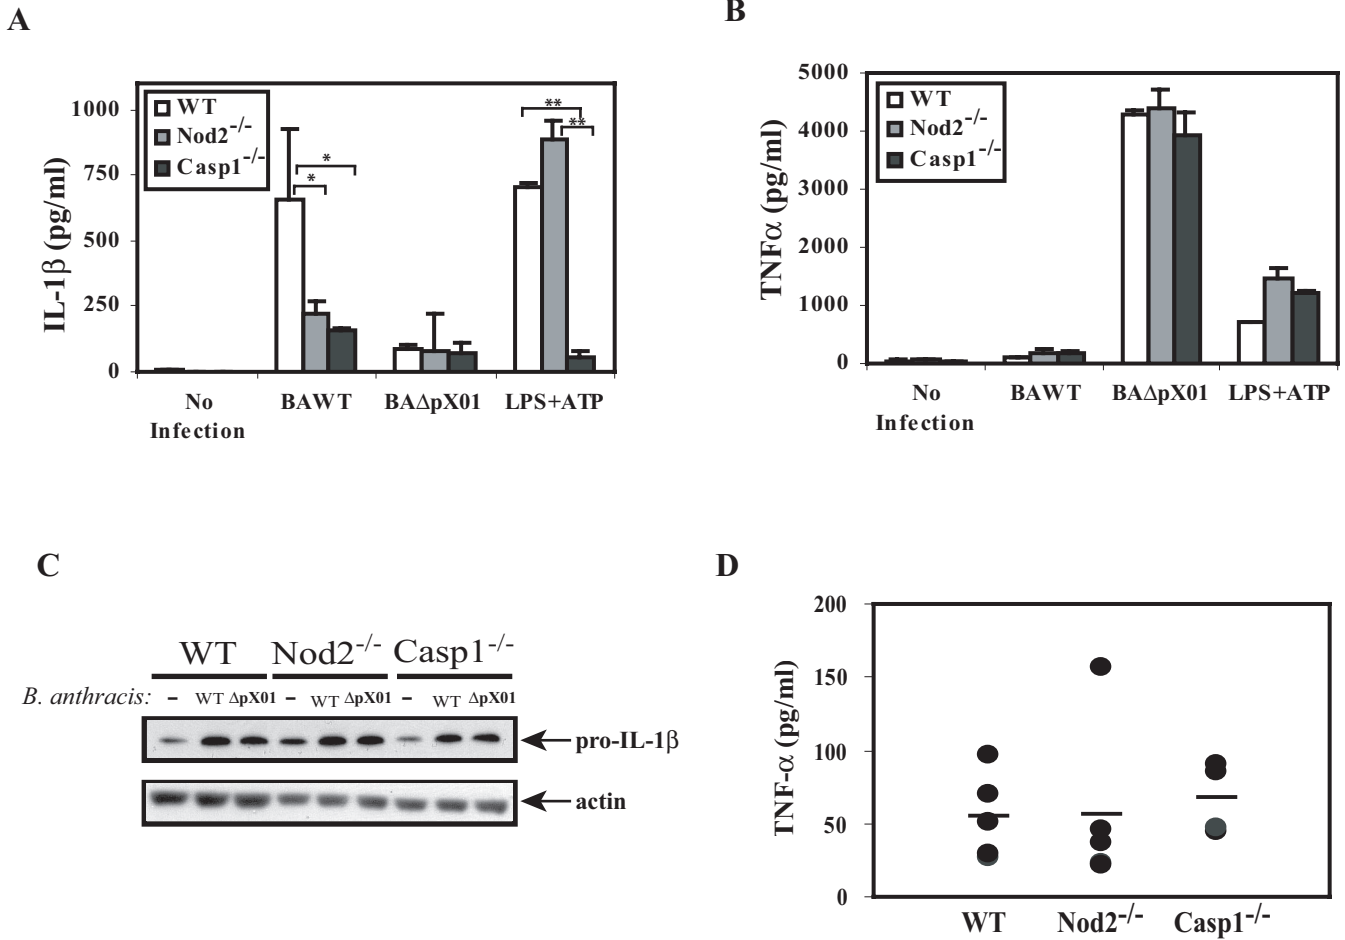 A
IL-1β (pg/ml)
1000
750
500
250
0
WT
Nod2-/-
Casp1-/-
*
*
**
**
No Infection
BAWT
BAΔpX01
LPS+ATP
B
TNFα (pg/ml)
5000
4000
3000
2000
1000
0
WT
Nod2-/-
Casp1-/-
No Infection
BAWT
BAΔpX01
LPS+ATP
C
WT Nod2-/- Casp1-/-
B. anthracis: – WT ΔpX01 – WT ΔpX01 – WT ΔpX01
pro-IL-1β
actin
D
TNF-α (pg/ml)
200
150
100
50
0
WT
Nod2-/-
Casp1-/-